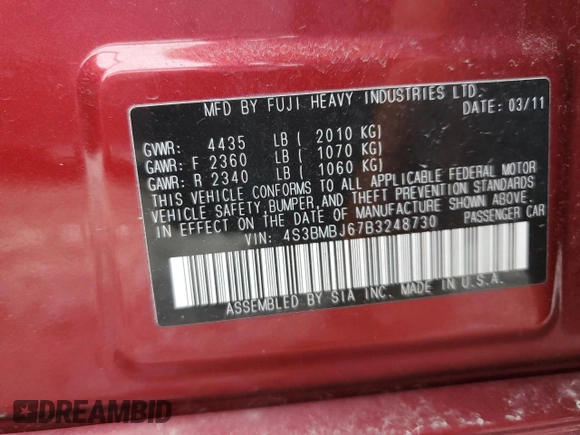 MFD BY FUJI HEAVY INDUSTRIES LTD.
DATE: 03/11
GVWR: 4435 LB ( 2010 KG)
GAWR: F 2360 LB ( 1070 KG)
GAWR: R 2340 LB ( 1060 KG)
THIS VEHICLE CONFORMS TO ALL APPLICABLE FEDERAL MOTOR
VEHICLE SAFETY, BUMPER, AND THEFT PREVENTION STANDARDS
IN EFFECT ON THE DATE OF MANUFACTURE SHOWN ABOVE.
VIN: 4S3BMBJ67B3248730 PASSENGER CAR
ASSEMBLED BY SIA INC. MADE IN U.S.A.
DREAMBID